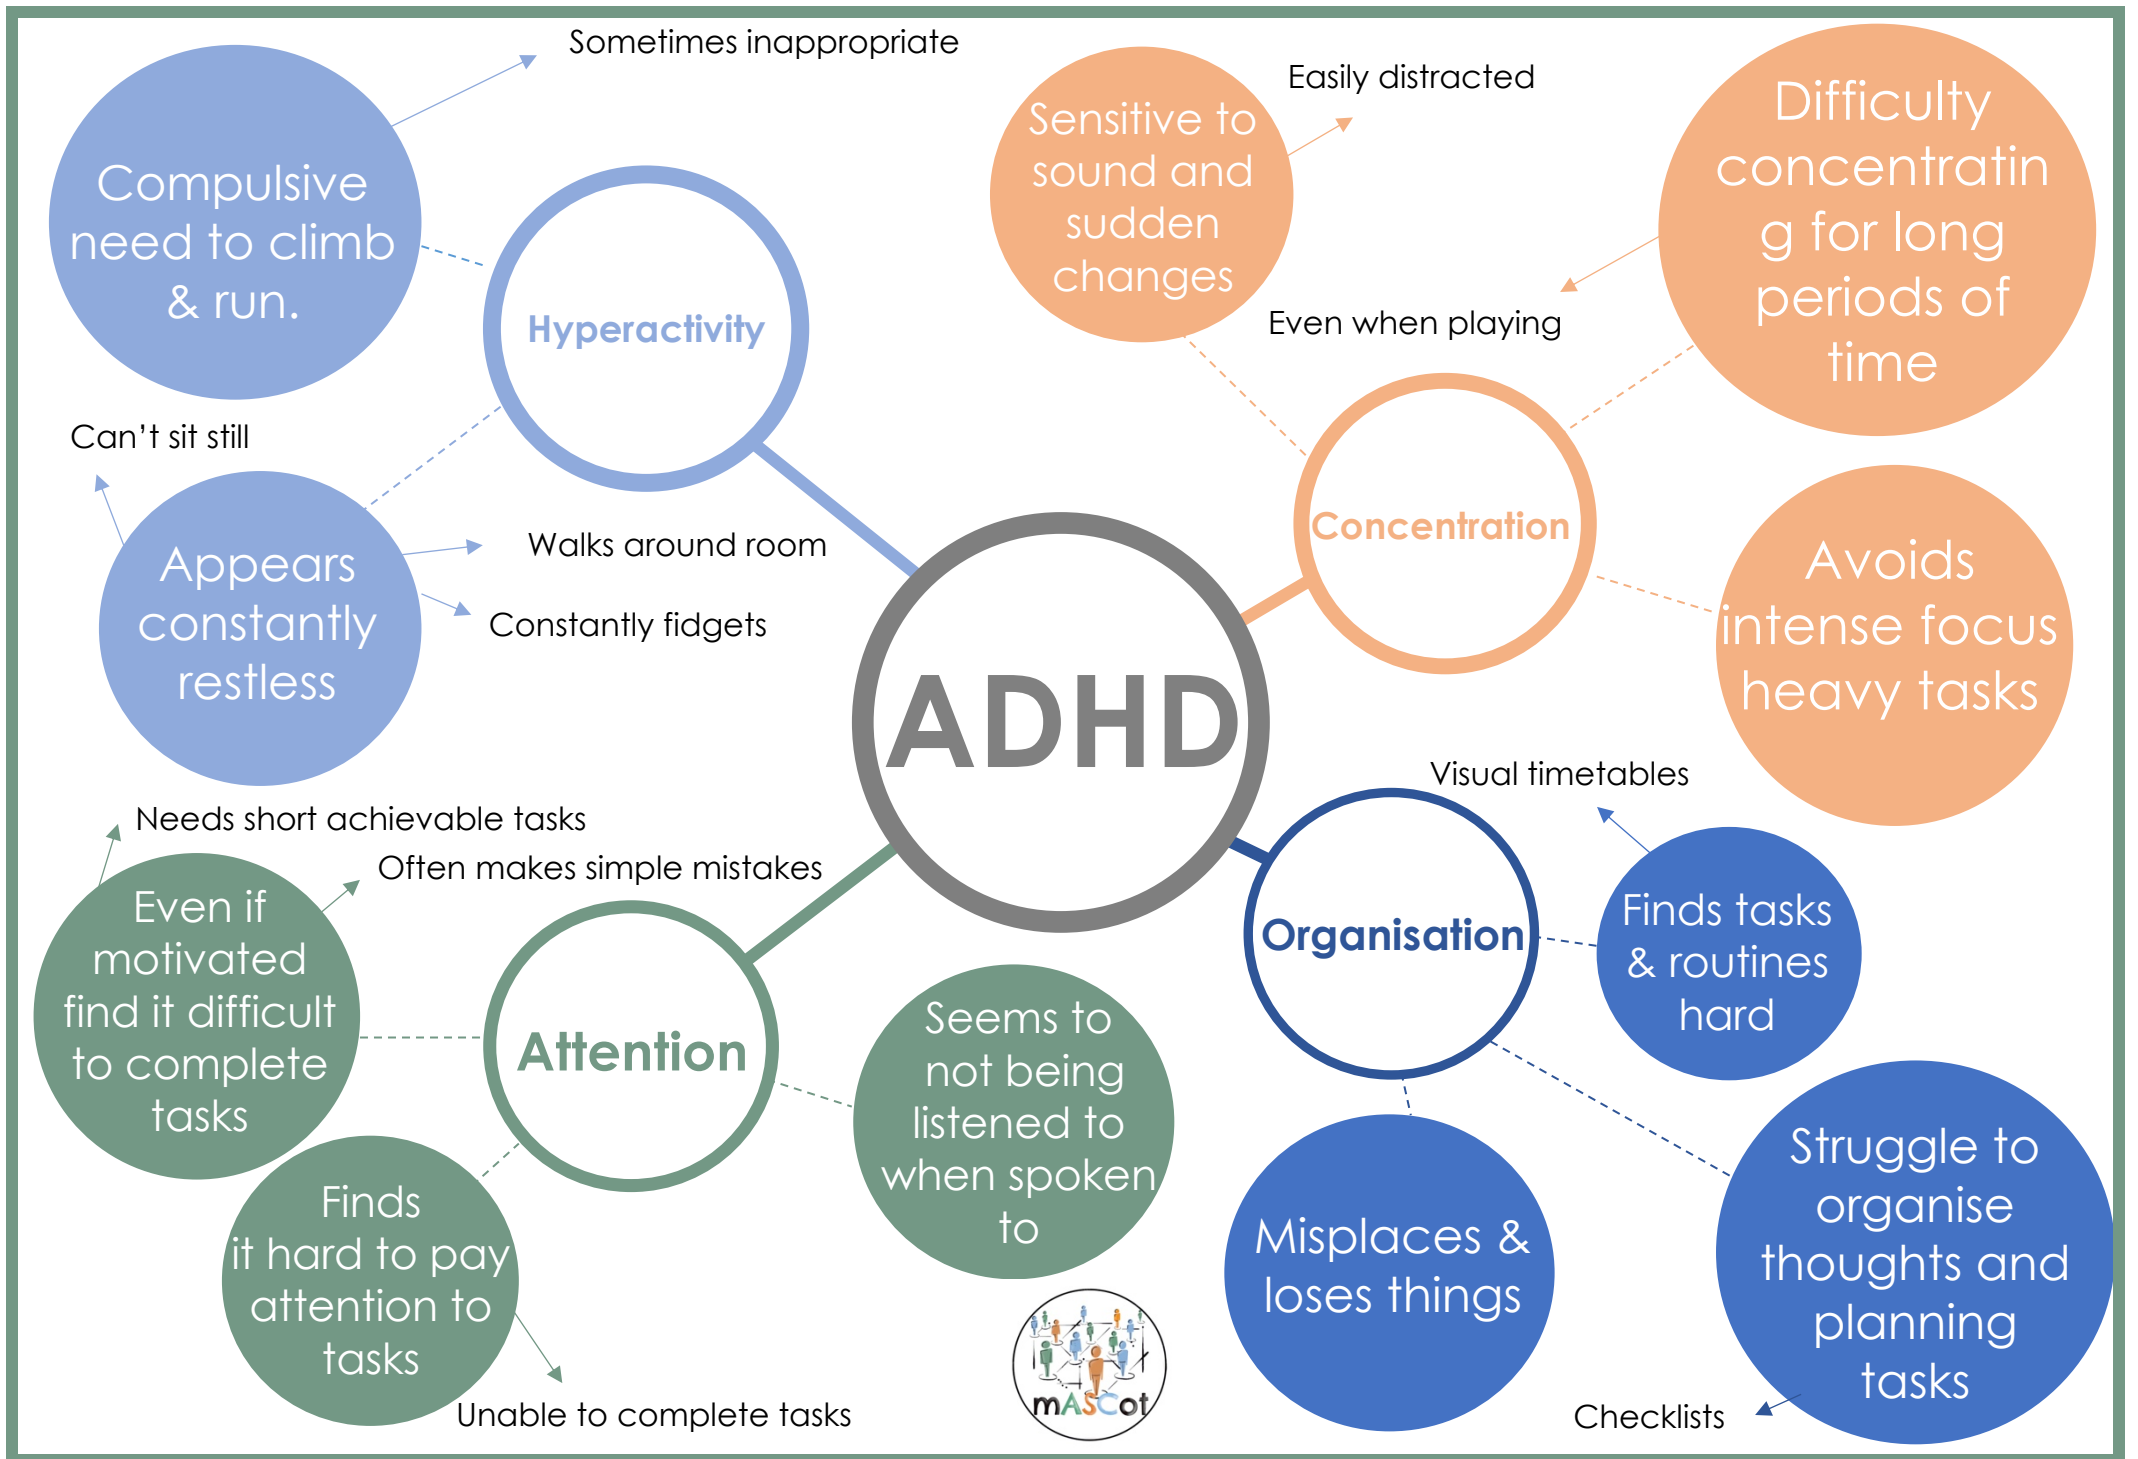 Sometimes inappropriate
Compulsive
need to climb
& run.
Hyperactivity
Can't sit still
Appears
constantly
restless
Walks around room
Constantly fidgets
Easily distracted
Sensitive to
sound and
sudden
changes
Difficulty
concentratin
g for long
periods of
time
Even when playing
Concentration
Avoids
intense focus
heavy tasks
ADHD
Needs short achievable tasks
Often makes simple mistakes
Even if
motivated
find it difficult
to complete
tasks
Attention
Seems to
not being
listened to
when spoken
to
Finds
it hard to pay
attention to
tasks
Unable to complete tasks
Visual timetables
Organisation
Finds tasks
& routines
hard
Misplaces &
loses things
Struggle to
organise
thoughts and
planning
tasks
Checklists
mASCot